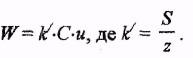 W = k′·C·u, де k′ = S/z.